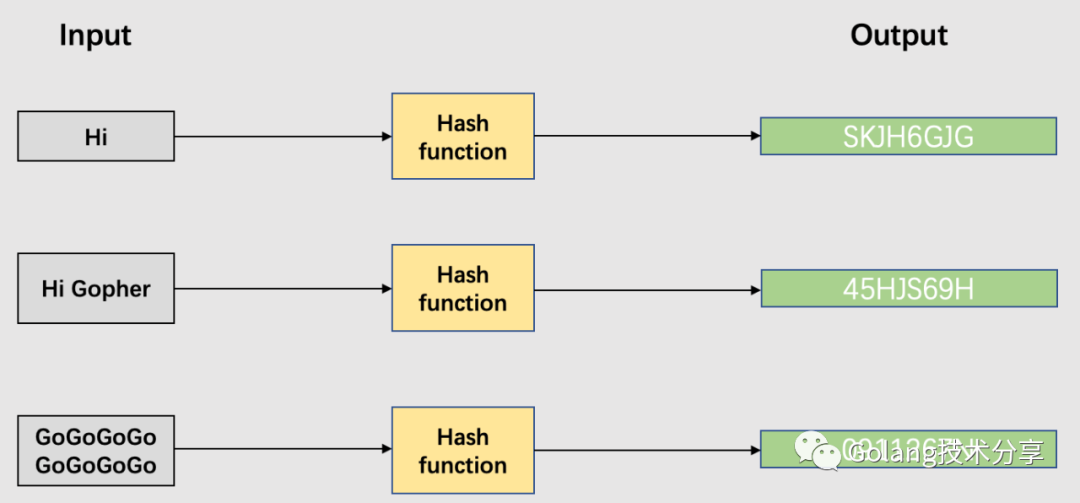 Input
Output
Hi
Hash
function
SKJH6GJG
Hi Gopher
Hash
function
45HJS69H
GoGoGoGo
GoGoGoGo
Hash
function
Golang技术分享